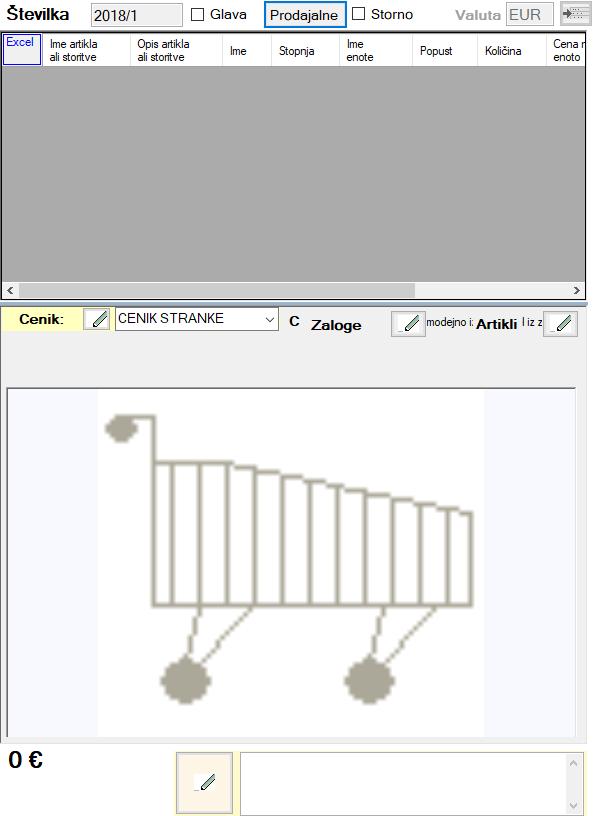 Številka 2018/1 Glava Prodajalne Storno Valuta EUR
Excel Ime artikla ali storitve Opis artikla ali storitve Ime Stopnja Ime enote Popust Količina Cena n enoto
Cenik: CENIK STRANKE C Zaloge modejno i: Artikli l iz z
0 €